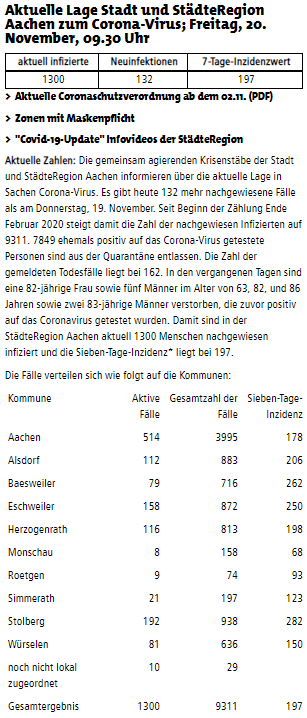 Aktuelle Lage Stadt und StädteRegion
Aachen zum Corona-Virus; Freitag, 20.
November, 09.30 Uhr
aktuell infizierte Neuinfektionen 7-Tage-Inzidenzwert
1300 132 197
> Aktuelle Coronaschutzverordnung ab dem 02.11. (PDF)
> Zonen mit Maskenpflicht
> "Covid-19-Update" Infovideos der StädteRegion
Aktuelle Zahlen: Die gemeinsam agierenden Krisenstäbe der Stadt
und StädteRegion Aachen informieren über die aktuelle Lage in
Sachen Corona-Virus. Es gibt heute 132 mehr nachgewiesene Fälle
als am Donnerstag, 19. November. Seit Beginn der Zählung Ende
Februar 2020 steigt damit die Zahl der nachgewiesen Infizierten auf
9311. 7849 ehemals positiv auf das Corona-Virus getestete
Personen sind aus der Quarantäne entlassen. Die Zahl der
gemeldeten Todesfälle liegt bei 162. In den vergangenen Tagen sind
eine 82-jährige Frau sowie fünf Männer im Alter von 63, 82, und 86
Jahren sowie zwei 83-jährige Männer verstorben, die zuvor positiv
auf das Coronavirus getestet wurden. Damit sind in der
StädteRegion Aachen aktuell 1300 Menschen nachgewiesen
infiziert und die Sieben-Tage-Inzidenz* liegt bei 197.
Die Fälle verteilen sich wie folgt auf die Kommunen:
Kommune Aktive Gesamtzahl der Sieben-Tage-
Fälle Fälle Inzidenz
Aachen 514 3995 178
Alsdorf 112 883 206
Baesweiler 79 716 262
Eschweiler 158 872 250
Herzogenrath 116 813 198
Monschau 8 158 68
Roetgen 9 74 93
Simmerath 21 197 123
Stolberg 192 938 282
Würselen 81 636 150
noch nicht lokal 10 29
zugeordnet
Gesamtergebnis 1300 9311 197